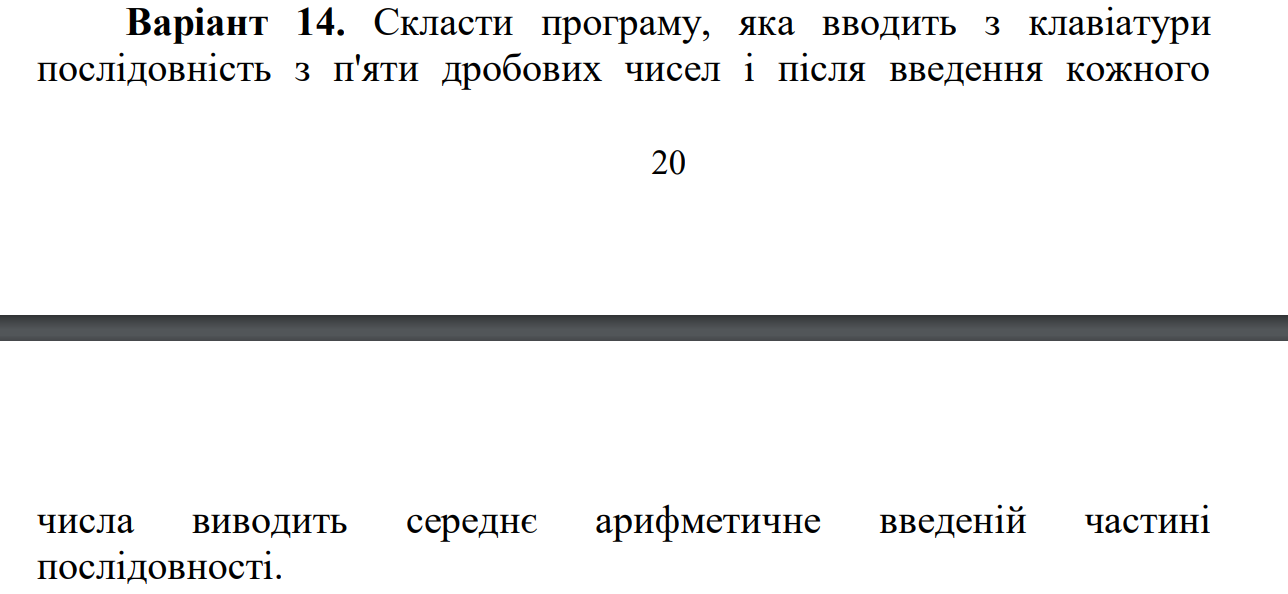 Варіант 14. Скласти програму, яка вводить з клавіатури
послідовність з п'яти дробових чисел і після введення кожного
20
числа виводить середнє арифметичне введеній частині
послідовності.